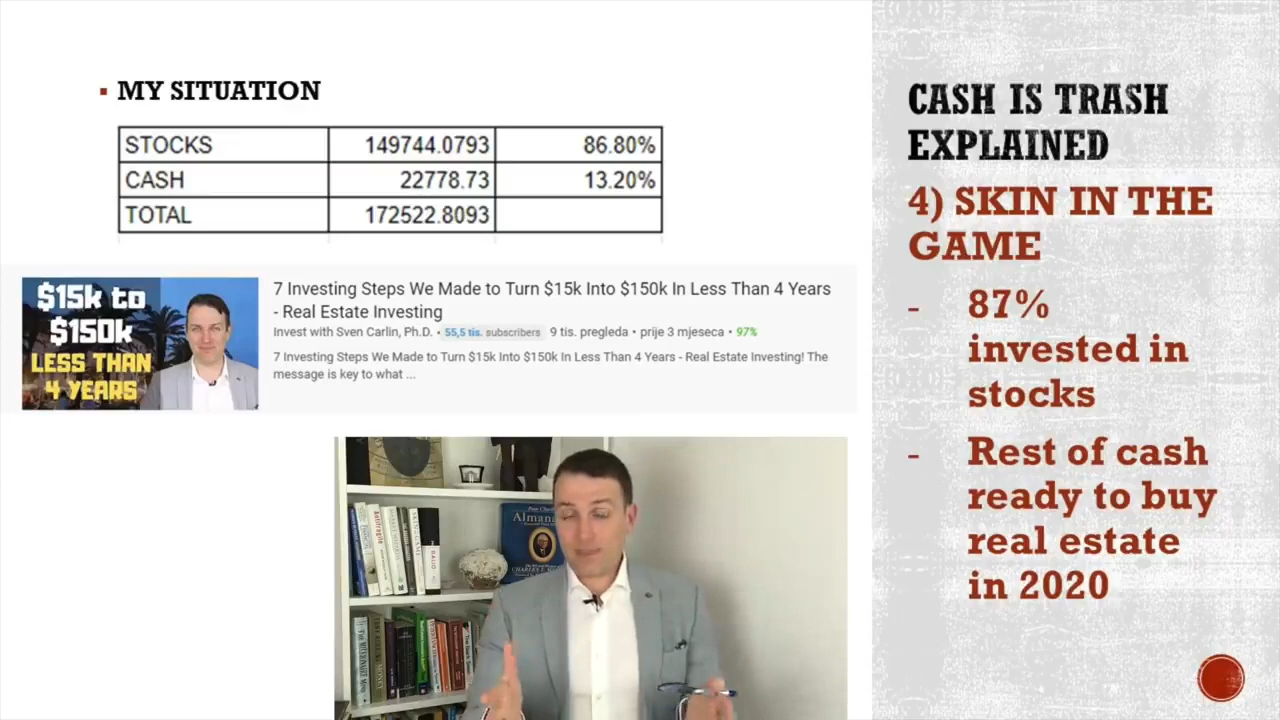 ▪ MY SITUATION
STOCKS 149744.0793 86.80%
CASH 22778.73 13.20%
TOTAL 172522.8093
$15k to
$150k
LESS THAN
4 YEARS
7 Investing Steps We Made to Turn $15k Into $150k In Less Than 4 Years
- Real Estate Investing
Invest with Sven Carlin, Ph.D. • 55,5 tis. subscribers 9 tis. pregleda • prije 3 mjeseca • 97%
7 Investing Steps We Made to Turn $15k Into $150k In Less Than 4 Years - Real Estate Investing! The
message is key to what ...
CASH IS TRASH
EXPLAINED
4) SKIN IN THE
GAME
- 87%
invested in
stocks
- Rest of cash
ready to buy
real estate
in 2020